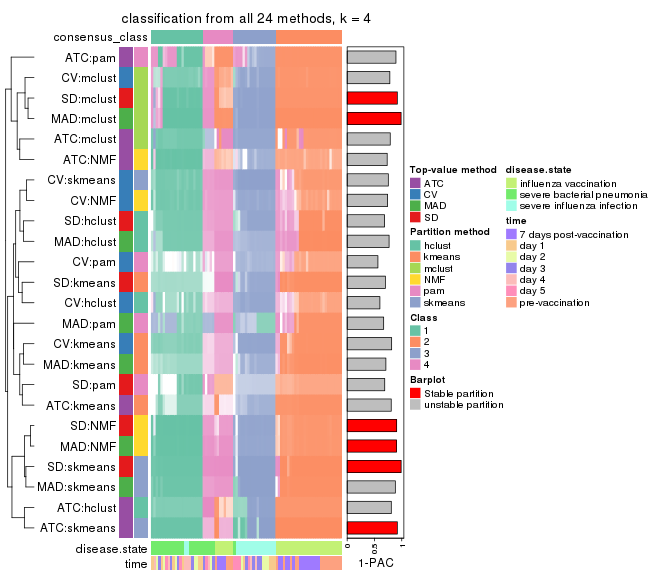 classification from all 24 methods, k = 4
consensus_class
ATC:pam
CV:mclust
SD:mclust
MAD:mclust
ATC:mclust
ATC:NMF
CV:skmeans
CV:NMF
SD:hclust
MAD:hclust
CV:pam
SD:kmeans
CV:hclust
MAD:pam
CV:kmeans
MAD:kmeans
SD:pam
ATC:kmeans
SD:NMF
MAD:NMF
SD:skmeans
MAD:skmeans
ATC:hclust
ATC:skmeans
disease.state
time
0
0.5
1
1-PAC
Top-value method
ATC
CV
MAD
SD
Partition method
hclust
kmeans
mclust
NMF
pam
skmeans
Class
1
2
3
4
Barplot
Stable partition
unstable partition
disease.state
influenza vaccination
severe bacterial pneumonia
severe influenza infection
time
7 days post-vaccination
day 1
day 2
day 3
day 4
day 5
pre-vaccination